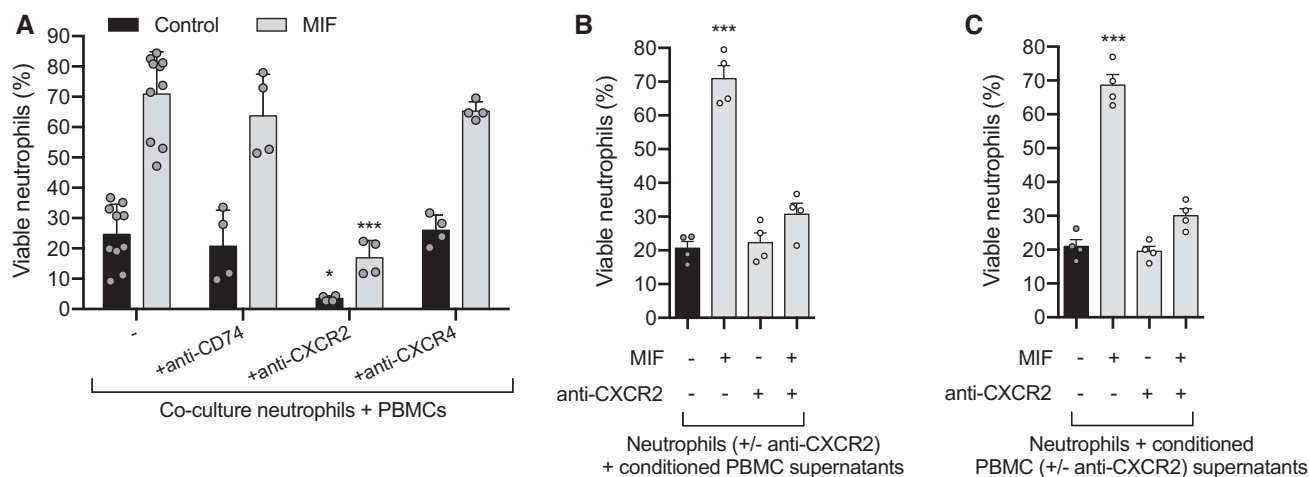 A
Control
MIF
Viable neutrophils (%)
90
80
70
60
50
40
30
20
10
0
***
*
-
+anti-CD74
+anti-CXCR2
+anti-CXCR4
Co-culture neutrophils + PBMCs
B
Viable neutrophils (%)
80
70
60
50
40
30
20
10
0
***
MIF - + - +
anti-CXCR2 - - + +
Neutrophils (+/- anti-CXCR2)
+ conditioned PBMC supernatants
C
Viable neutrophils (%)
80
70
60
50
40
30
20
10
0
***
MIF - + - +
anti-CXCR2 - - + +
Neutrophils + conditioned
PBMC (+/- anti-CXCR2) supernatants